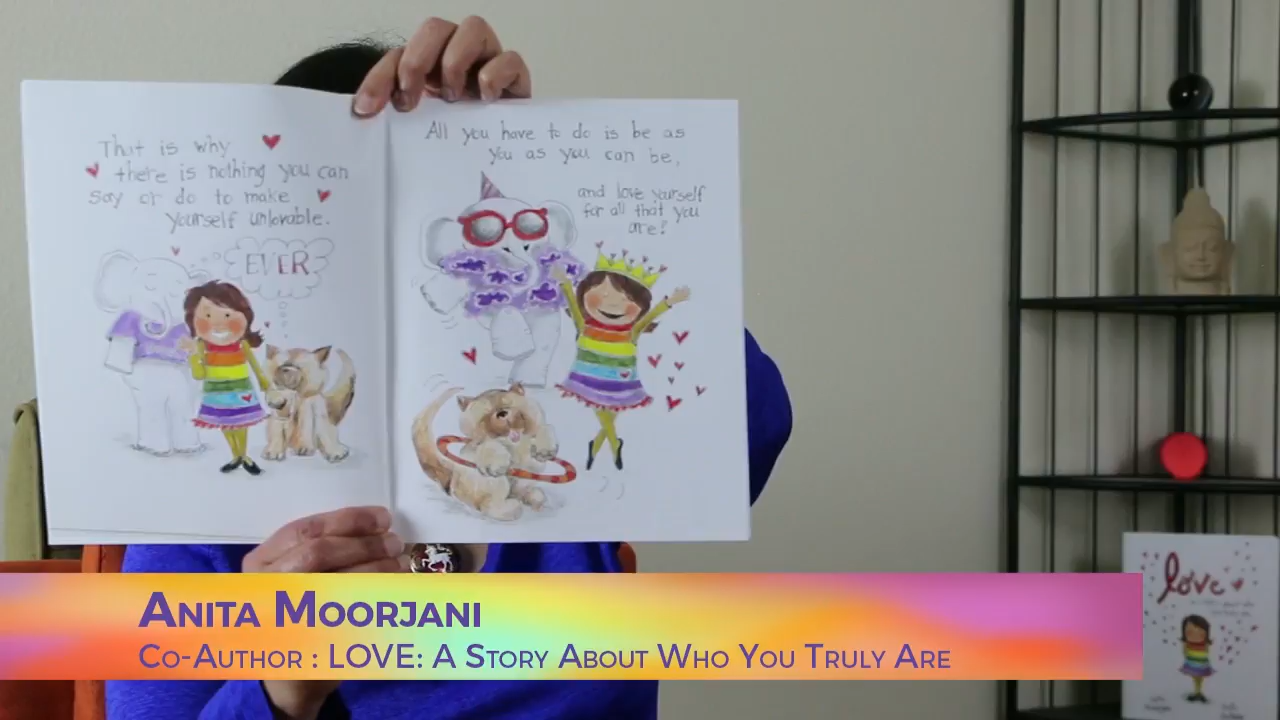 That is why
there is nothing you can
say or do to make
yourself unlovable.
EVER
All you have to do is be as
you as you can be,
and love yourself
for all that you
are!
ANITA MOORJANI
CO-AUTHOR : LOVE: A STORY ABOUT WHO YOU TRULY ARE
love